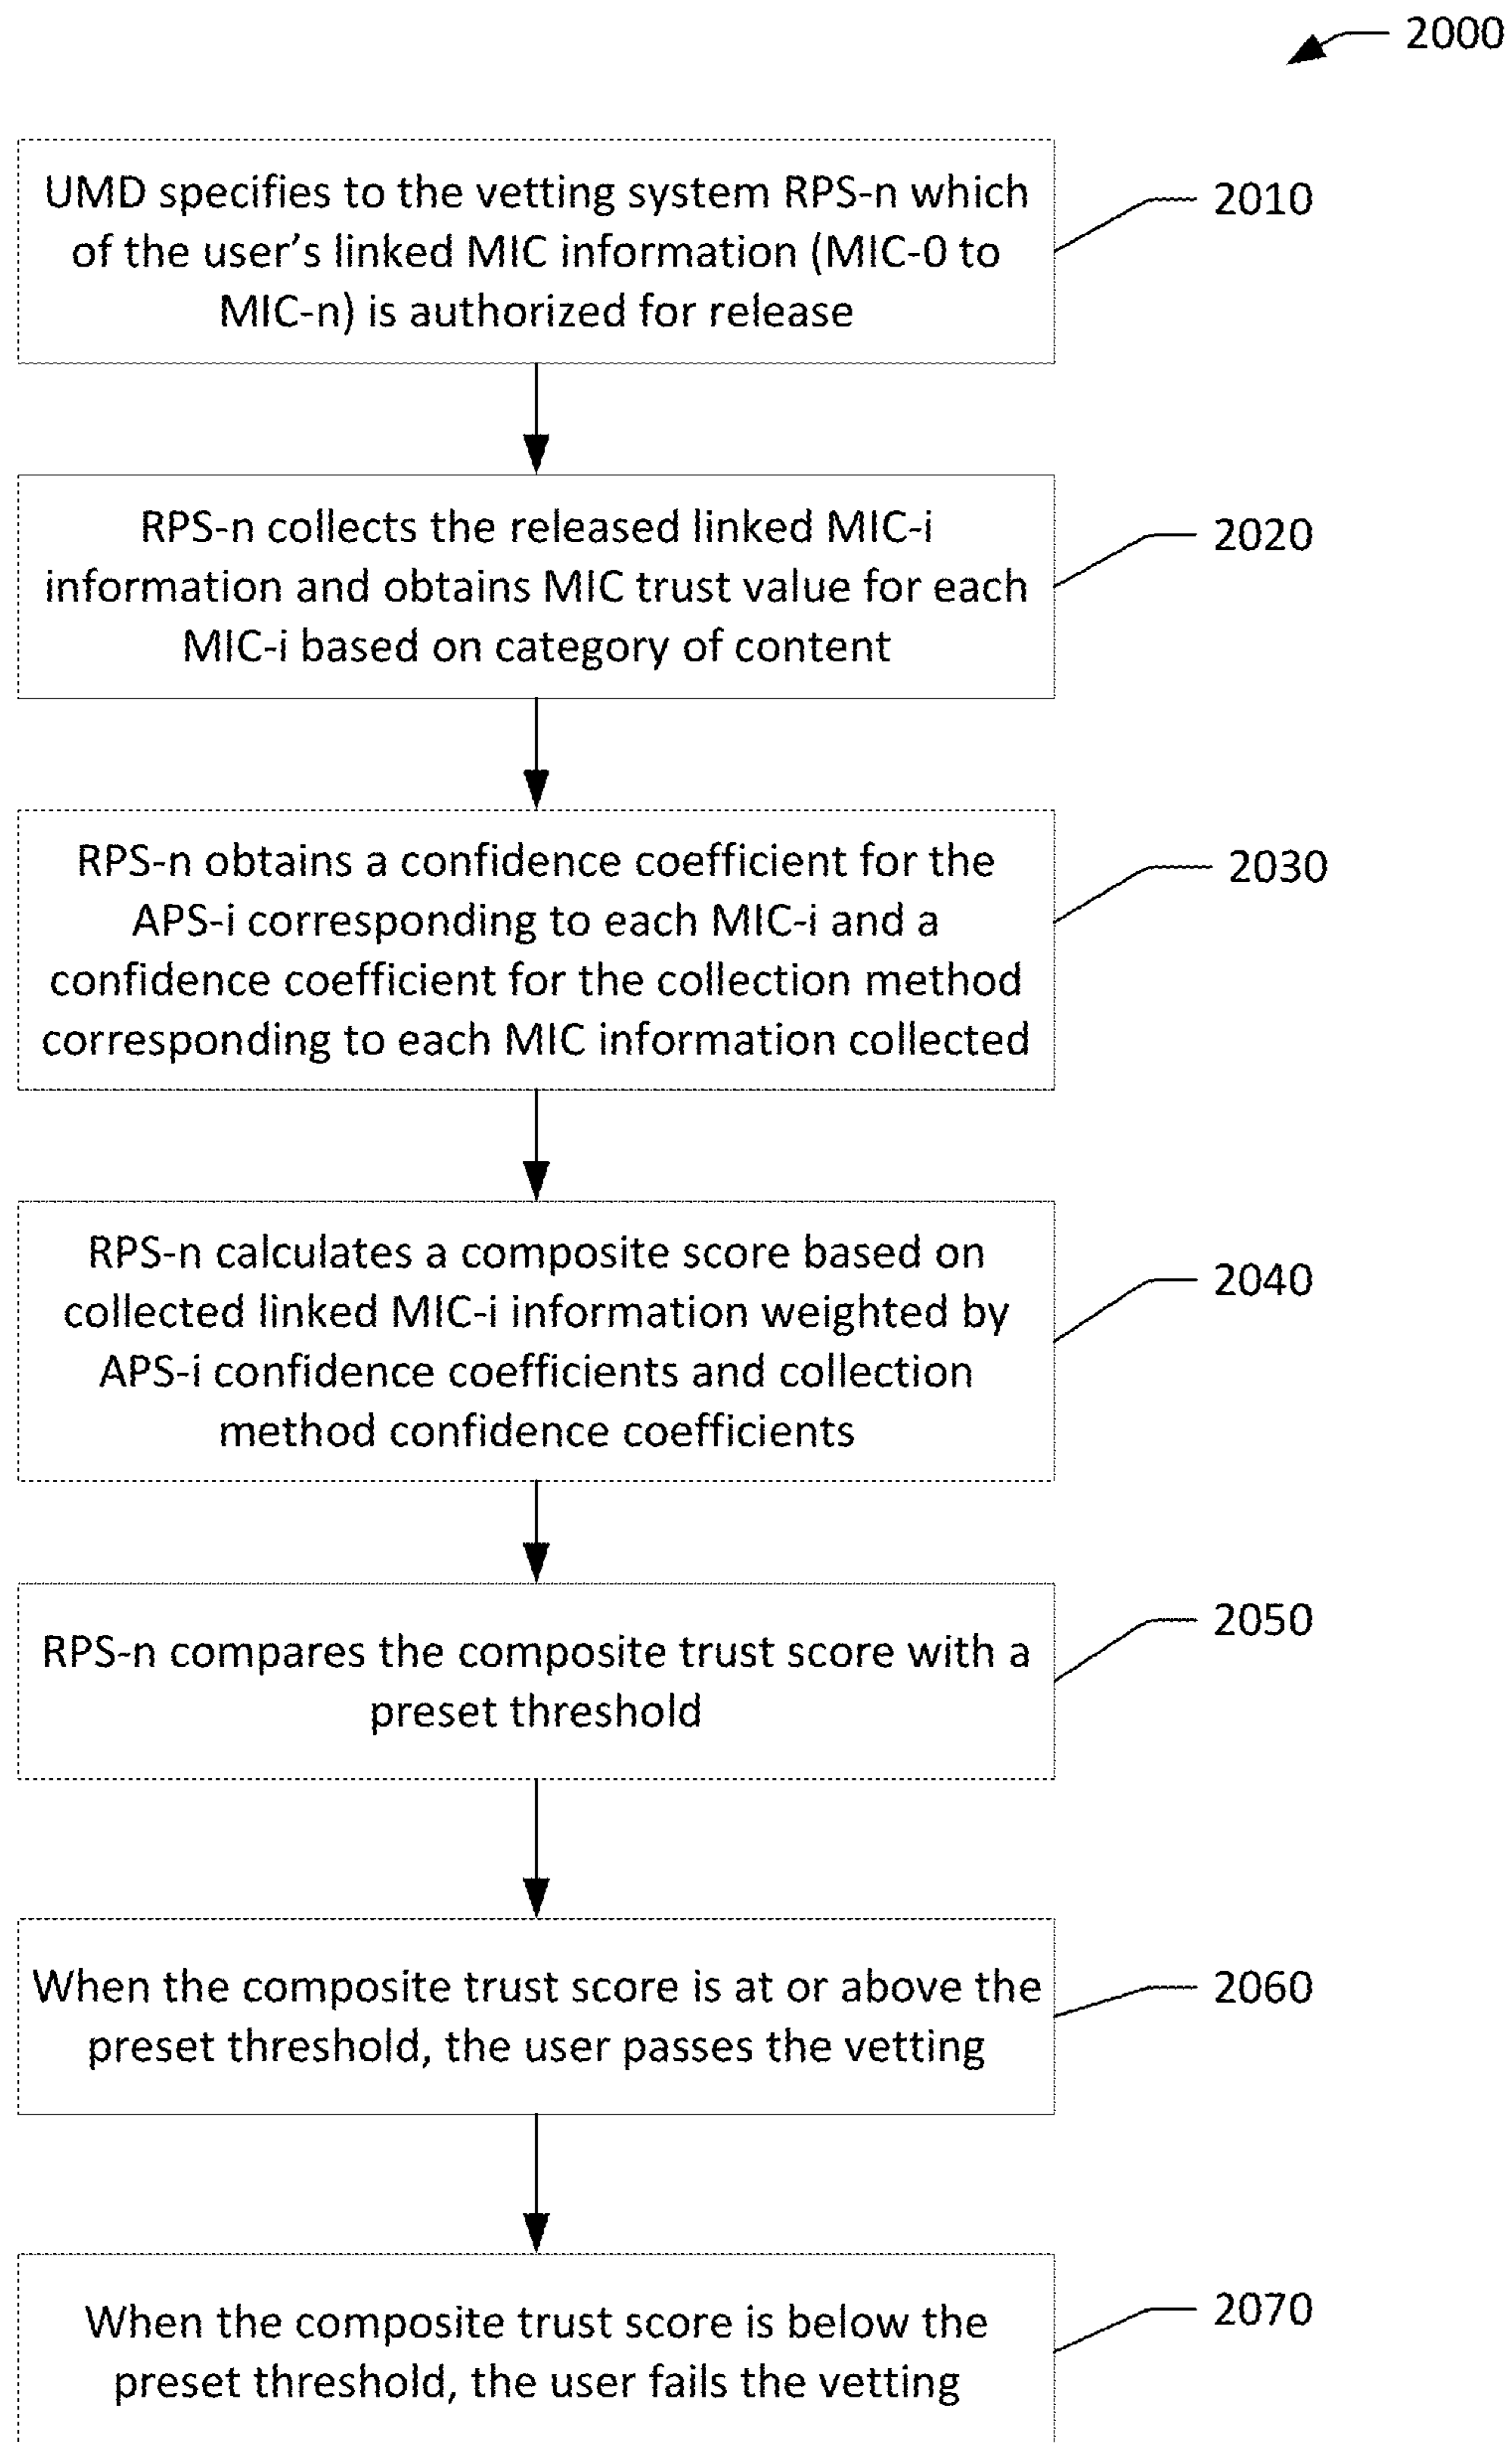 2000
UMD specifies to the vetting system RPS-n which
of the user's linked MIC information (MIC-0 to
MIC-n) is authorized for release
2010
RPS-n collects the released linked MIC-i
information and obtains MIC trust value for each
MIC-i based on category of content
2020
RPS-n obtains a confidence coefficient for the
APS-i corresponding to each MIC-i and a
confidence coefficient for the collection method
corresponding to each MIC information collected
2030
RPS-n calculates a composite score based on
collected linked MIC-i information weighted by
APS-i confidence coefficients and collection
method confidence coefficients
2040
RPS-n compares the composite trust score with a
preset threshold
2050
When the composite trust score is at or above the
preset threshold, the user passes the vetting
2060
When the composite trust score is below the
preset threshold, the user fails the vetting
2070